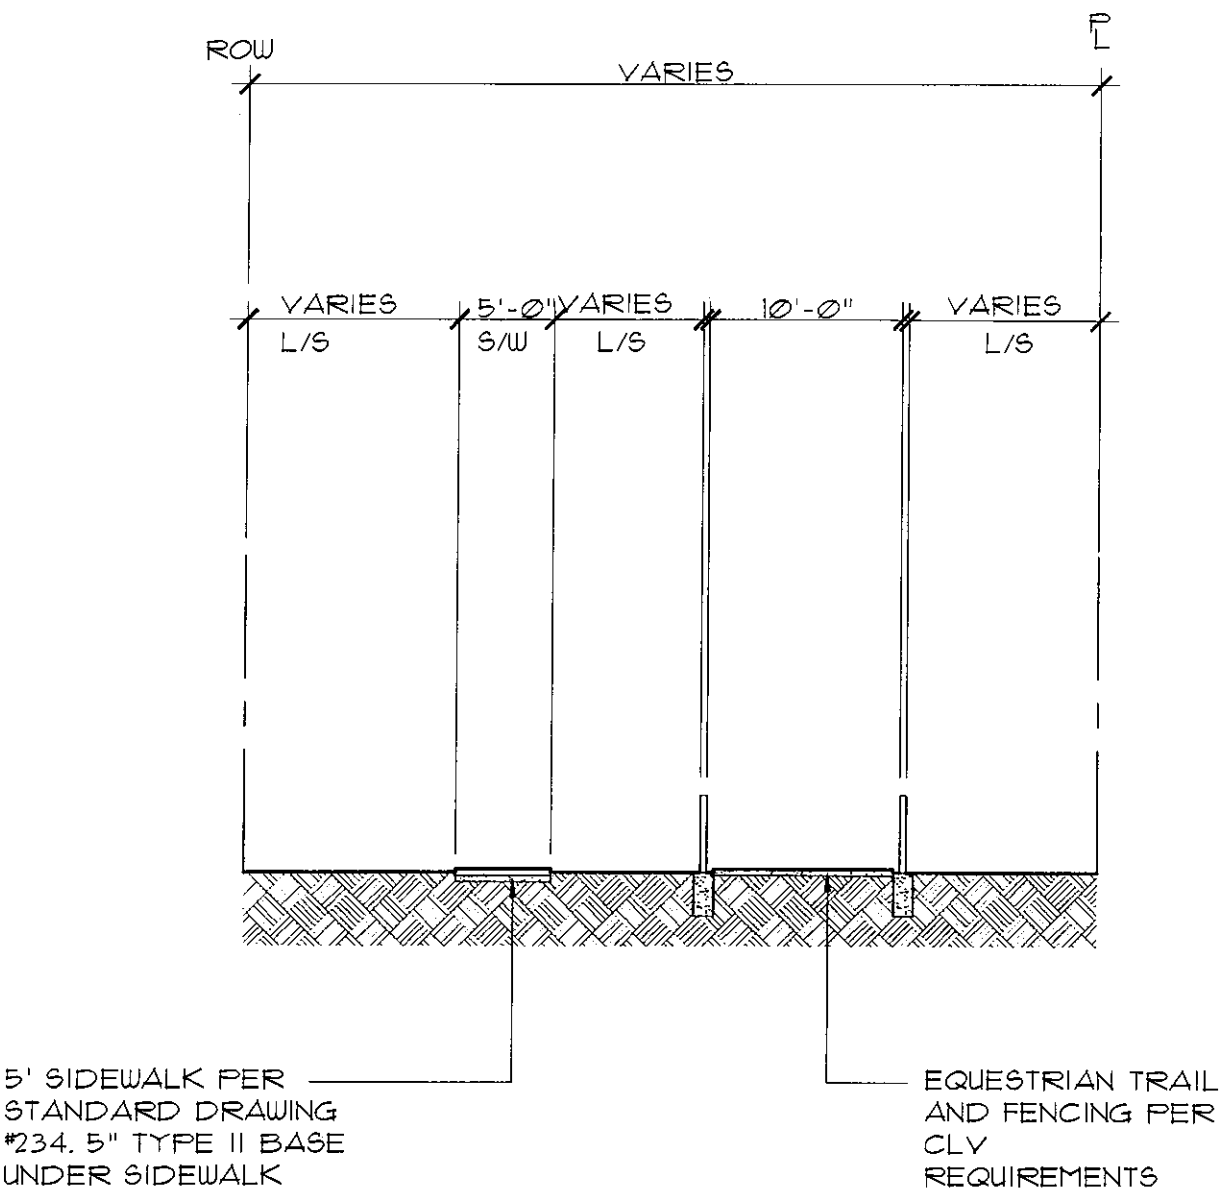 ROW
PL
VARIES
VARIES 5'-0" VARIES 10'-0" VARIES
L/S S/W L/S L/S
5' SIDEWALK PER
STANDARD DRAWING
#234. 5" TYPE II BASE
UNDER SIDEWALK
EQUESTRIAN TRAIL
AND FENCING PER
CLV
REQUIREMENTS